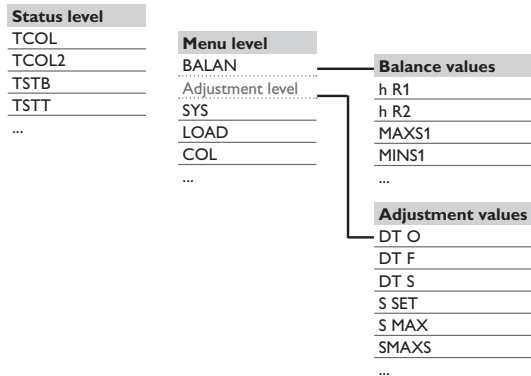 Status level
TCOL
TCOL2
TSTB
TSTT
...
Menu level
BALAN
Adjustment level
SYS
LOAD
COL
...
Balance values
h R1
h R2
MAXS1
MINS1
...
Adjustment values
DT O
DT F
DT S
S SET
S MAX
SMAXS
...